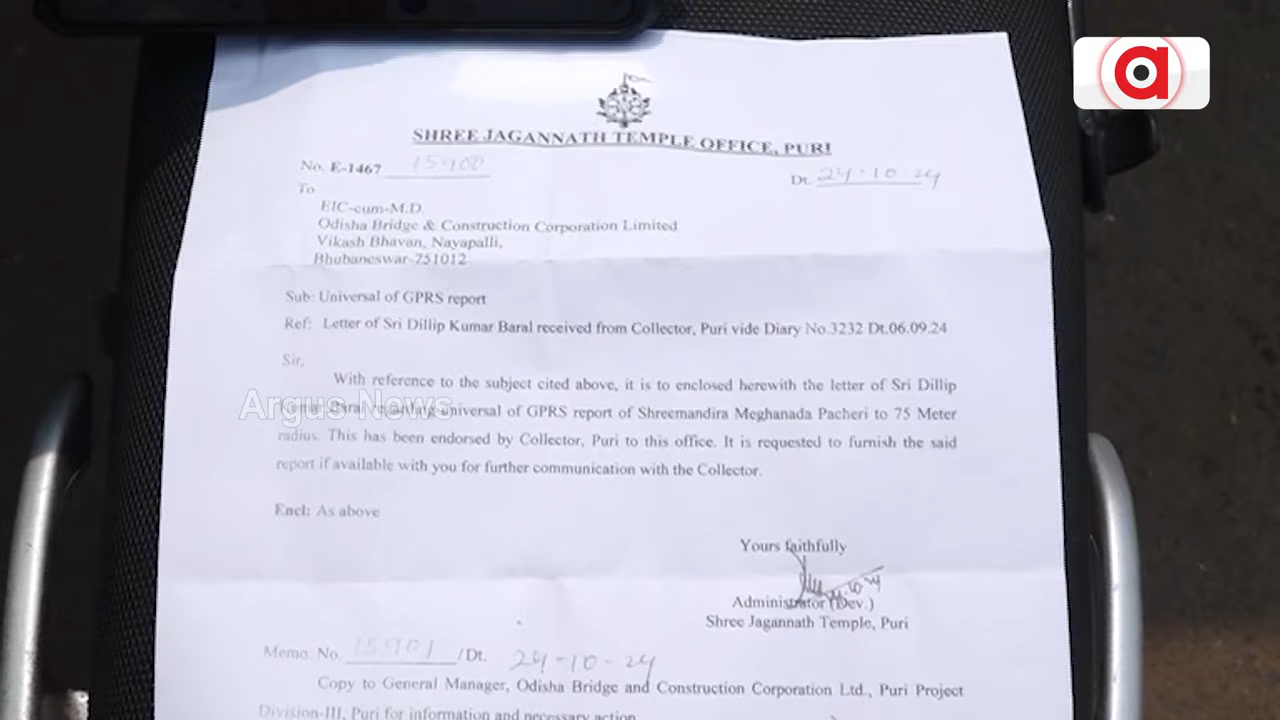 a
SHREE JAGANNATH TEMPLE OFFICE, PURI
No. E-1467 15900
Dt. 24-10-24
To
EIC-cum-M.D.
Odisha Bridge & Construction Corporation Limited
Vikash Bhavan, Nayapalli,
Bhubaneswar-751012
Sub: Universal of GPRS report
Ref: Letter of Sri Dillip Kumar Baral received from Collector, Puri vide Diary No.3232 Dt.06.09.24
Sir,
With reference to the subject cited above, it is to enclosed herewith the letter of Sri Dillip
Kumar Baral regarding universal of GPRS report of Shreemandira Meghanada Pacheri to 75 Meter
Argus News
radius. This has been endorsed by Collector, Puri to this office. It is requested to furnish the said
report if available with you for further communication with the Collector.
Encl: As above
Yours faithfully
Administrator (Dev.)
Shree Jagannath Temple, Puri
Memo. No. 15901 /Dt. 24-10-24
Copy to General Manager, Odisha Bridge and Construction Corporation Ltd., Puri Project
Division-III, Puri for information and necessary action